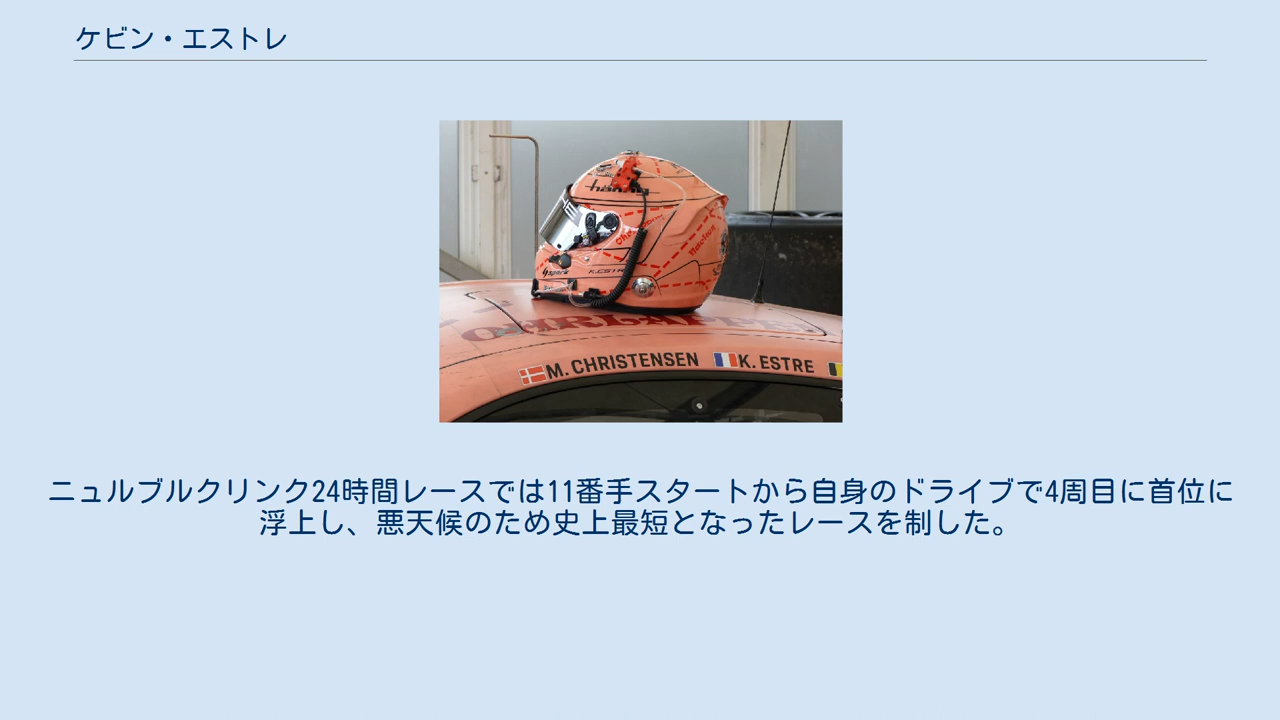 ケビン・エストレ
M. CHRISTENSEN K. ESTRE
ニュルブルクリンク24時間レースでは11番手スタートから自身のドライブで4周目に首位に
浮上し、悪天候のため史上最短となったレースを制した。